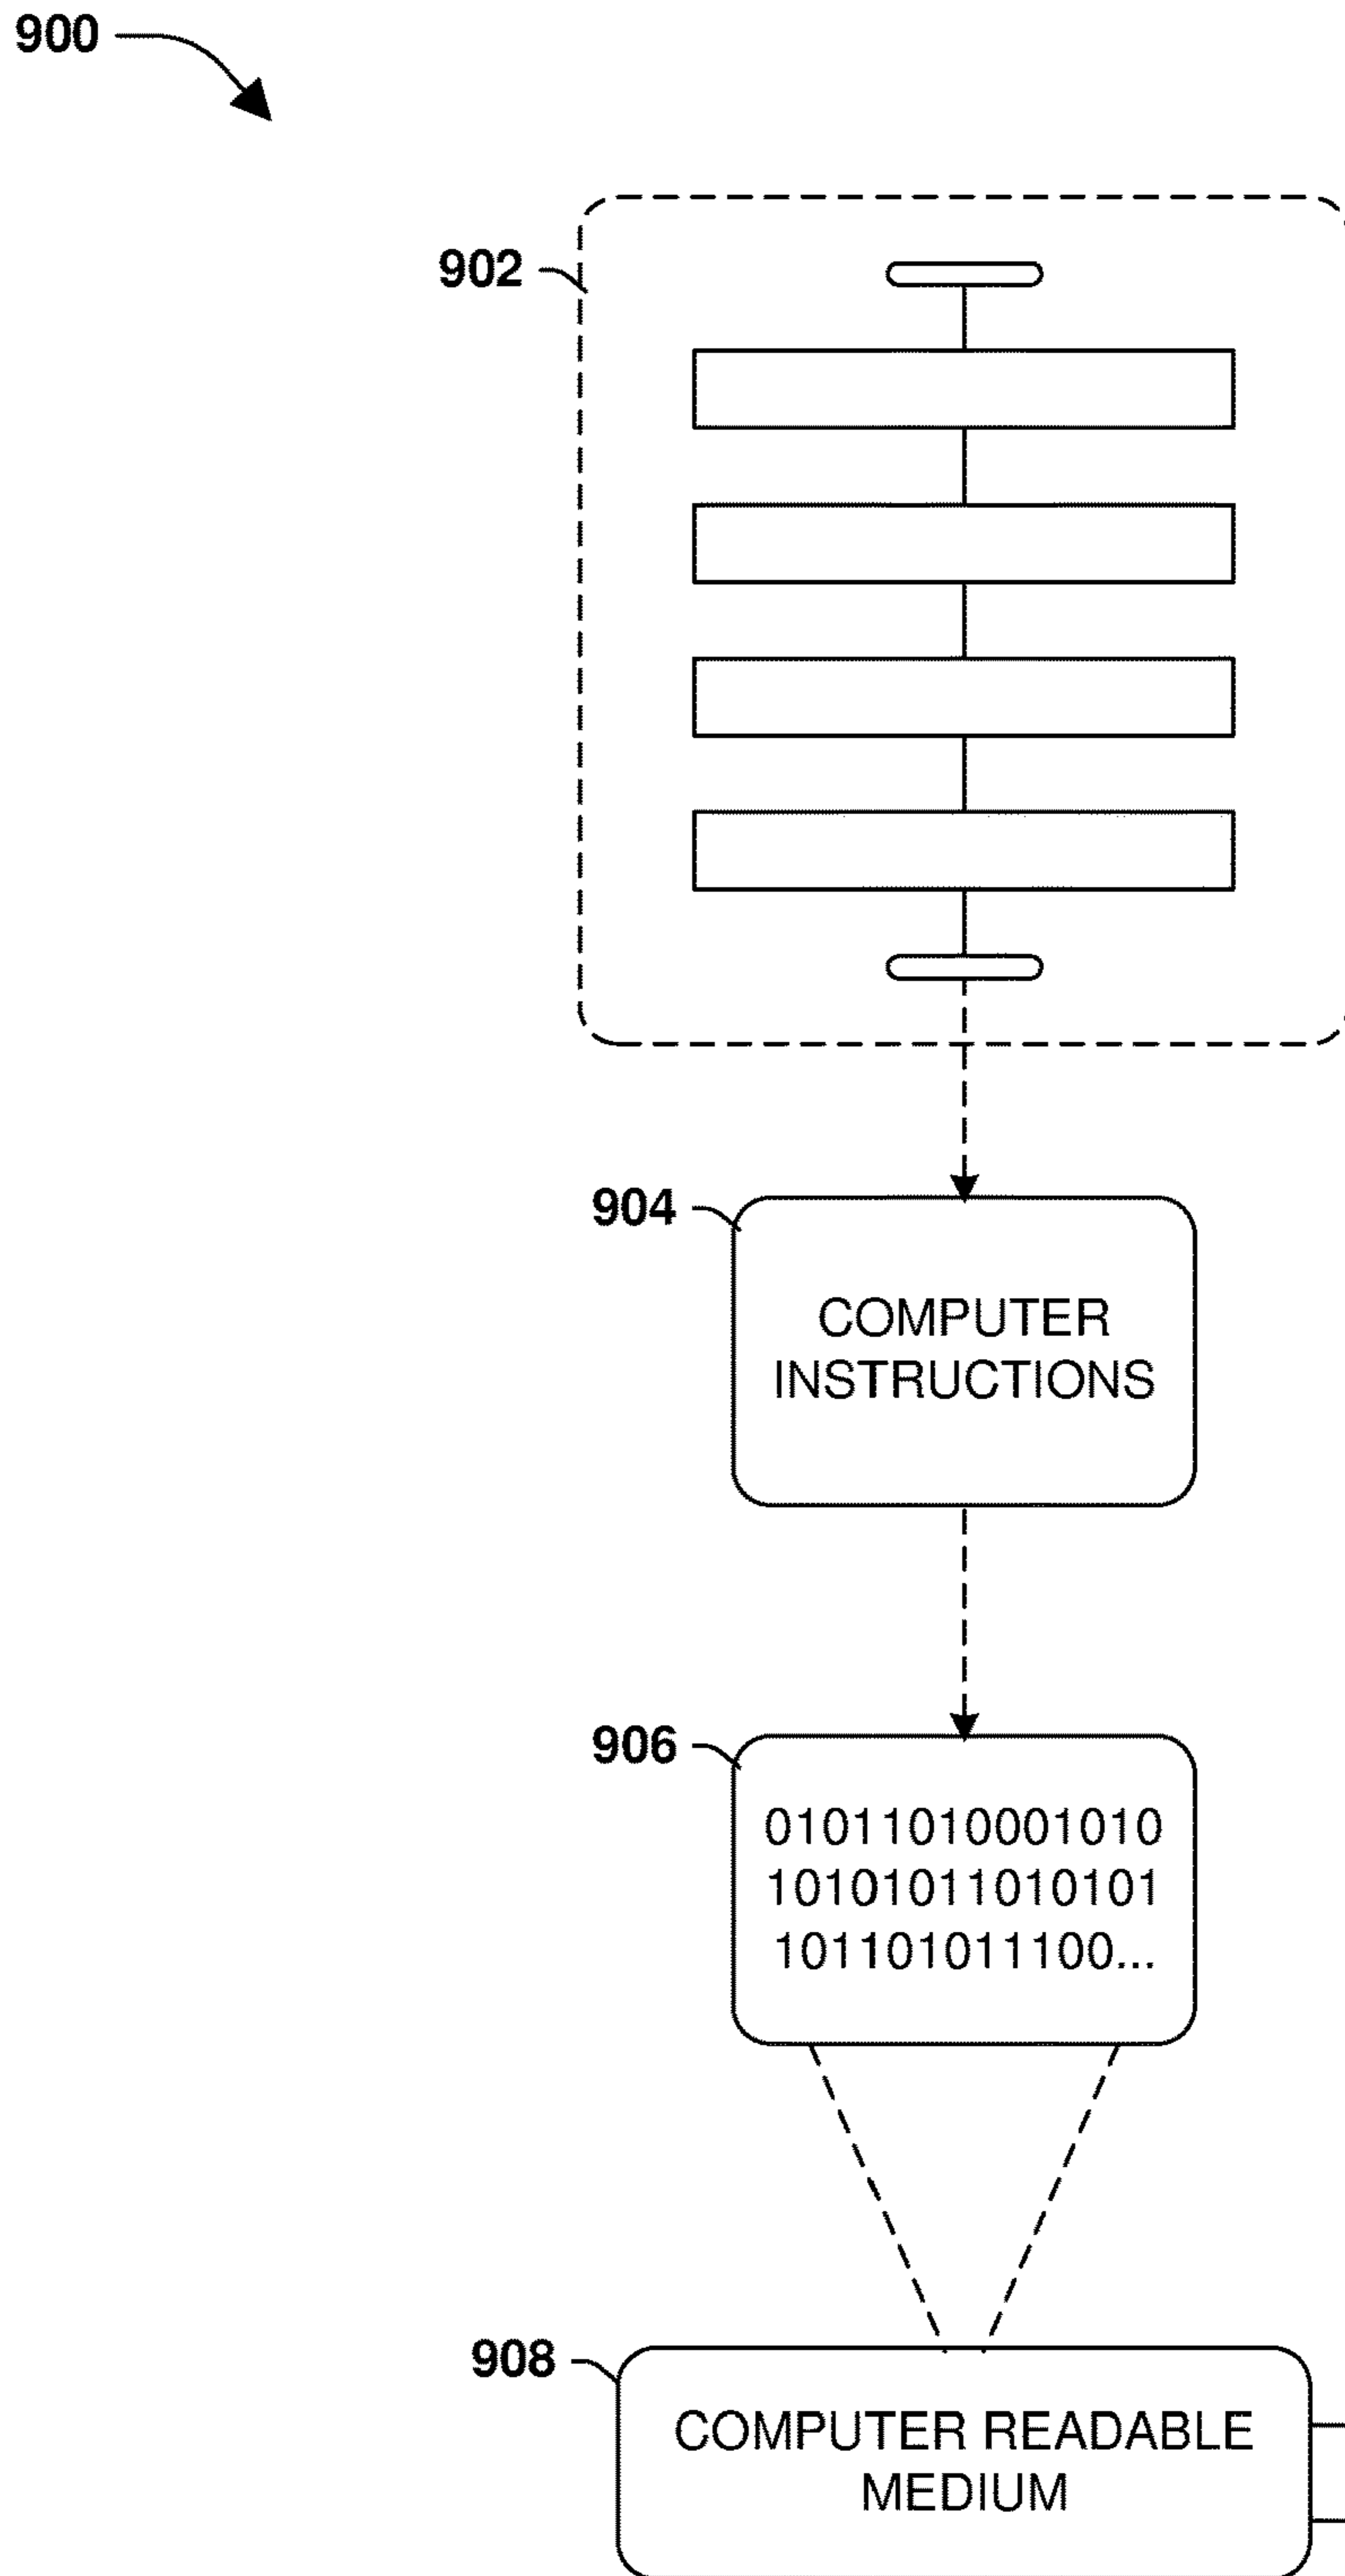 900
902
904
COMPUTER
INSTRUCTIONS
906
01011010001010
10101011010101
101101011100...
908
COMPUTER READABLE
MEDIUM